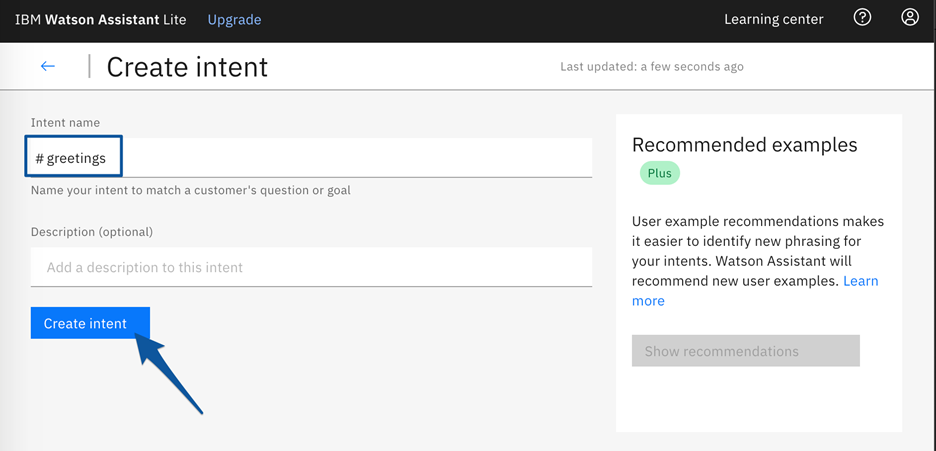 IBM Watson Assistant Lite Upgrade Learning center
Create intent Last updated: a few seconds ago
Intent name
# greetings
Name your intent to match a customer's question or goal
Description (optional)
Add a description to this intent
Create intent
Recommended examples
Plus
User example recommendations makes
it easier to identify new phrasing for
your intents. Watson Assistant will
recommend new user examples. Learn
more
Show recommendations